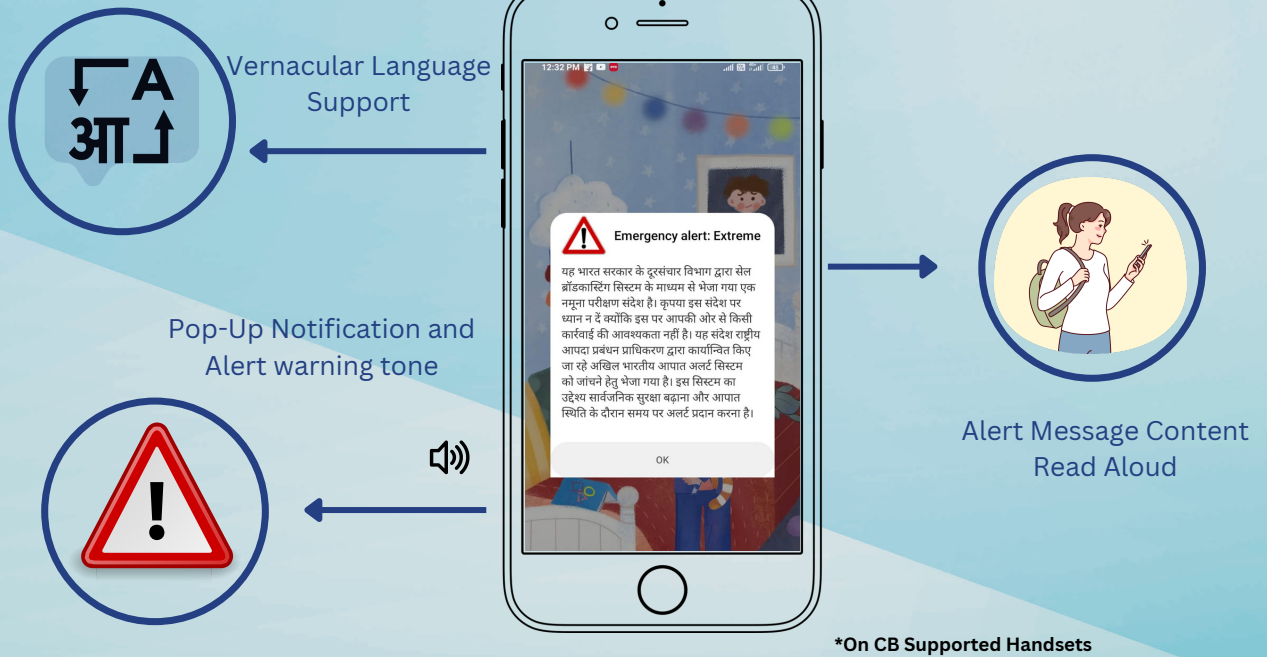 A
आ
Vernacular Language
Support
Pop-Up Notification and
Alert warning tone
!
12:32 PM
Emergency alert: Extreme
यह भारत सरकार के दूरसंचार विभाग द्वारा सेल
ब्रॉडकास्टिंग सिस्टम के माध्यम से भेजा गया एक
नमूना परीक्षण संदेश है। कृपया इस संदेश पर
ध्यान न दें क्योंकि इस पर आपकी ओर से किसी
कार्रवाई की आवश्यकता नहीं है। यह संदेश राष्ट्रीय
आपदा प्रबंधन प्राधिकरण द्वारा कार्यान्वित किए
जा रहे अखिल भारतीय आपात अलर्ट सिस्टम
को जांचने हेतु भेजा गया है। इस सिस्टम का
उद्देश्य सार्वजनिक सुरक्षा बढ़ाना और आपात
स्थिति के दौरान समय पर अलर्ट प्रदान करना है।
OK
Alert Message Content
Read Aloud
*On CB Supported Handsets